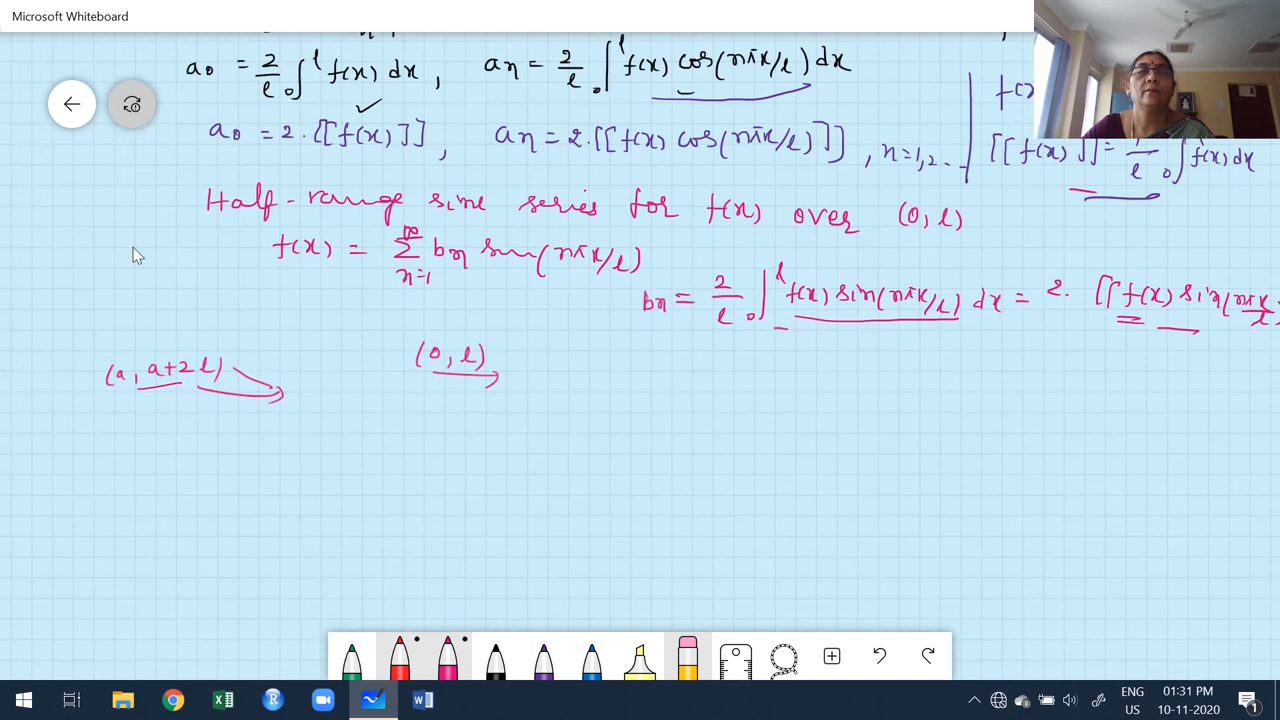 Microsoft Whiteboard
a₀ = 2/l ₀∫ˡ f(x) dx, aₙ = 2/l ₀∫ˡ f(x) cos(nπx/l) dx
a₀ = 2·[[f(x)]], aₙ = 2·[[f(x) cos(nπx/l)]], n=1,2...
[[f(x)]] = 1/l ₀∫ˡ f(x) dx
Half-range sine series for f(x) over (0, l)
f(x) = ∑ₙ₌₁^∞ bₙ sin(nπx/l)
bₙ = 2/l ₀∫ˡ f(x) sin(nπx/l) dx = 2. [[f(x) sin(nπx/l)
(a, a+2l) (0, l)
ENG
US
01:31 PM
10-11-2020
1